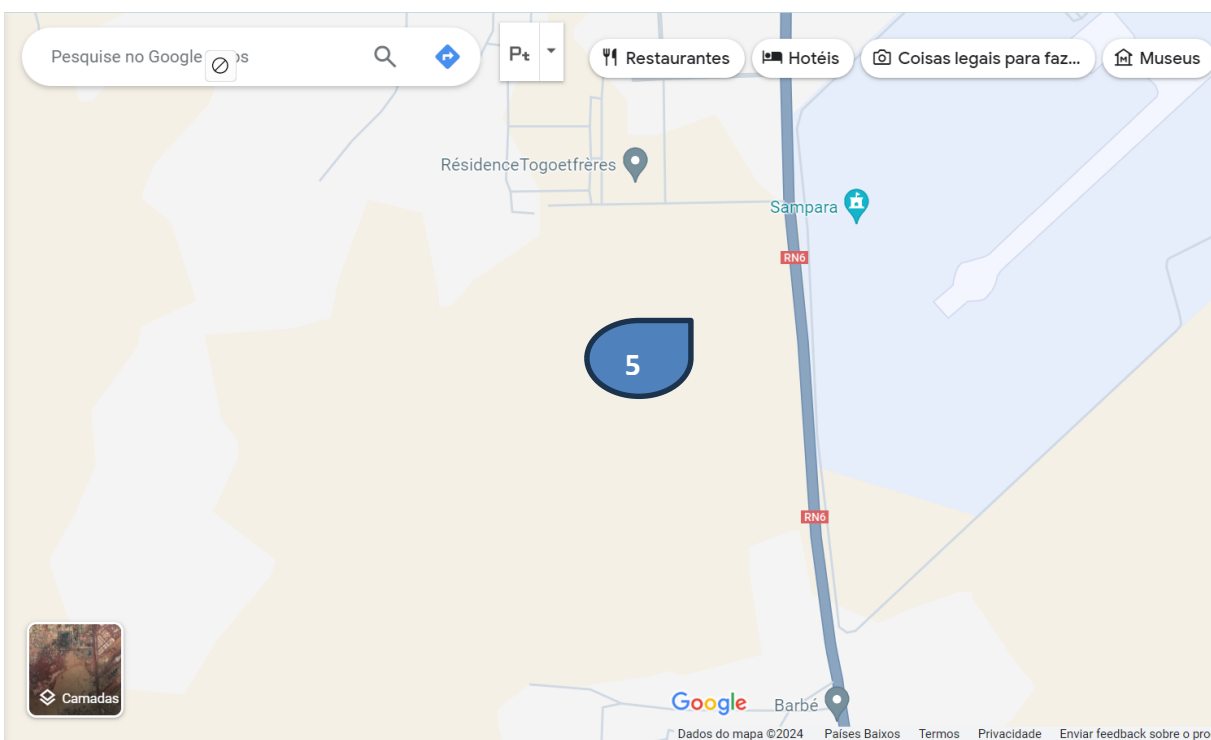 Pesquise no Google
Pt
Restaurantes
Hotéis
Coisas legais para faz...
Museus
RésidenceTogoetfrères
Sampara
RN6
5
RN6
Camadas
Google
Barbé
Dados do mapa ©2024 Países Baixos Termos Privacidade Enviar feedback sobre o pro